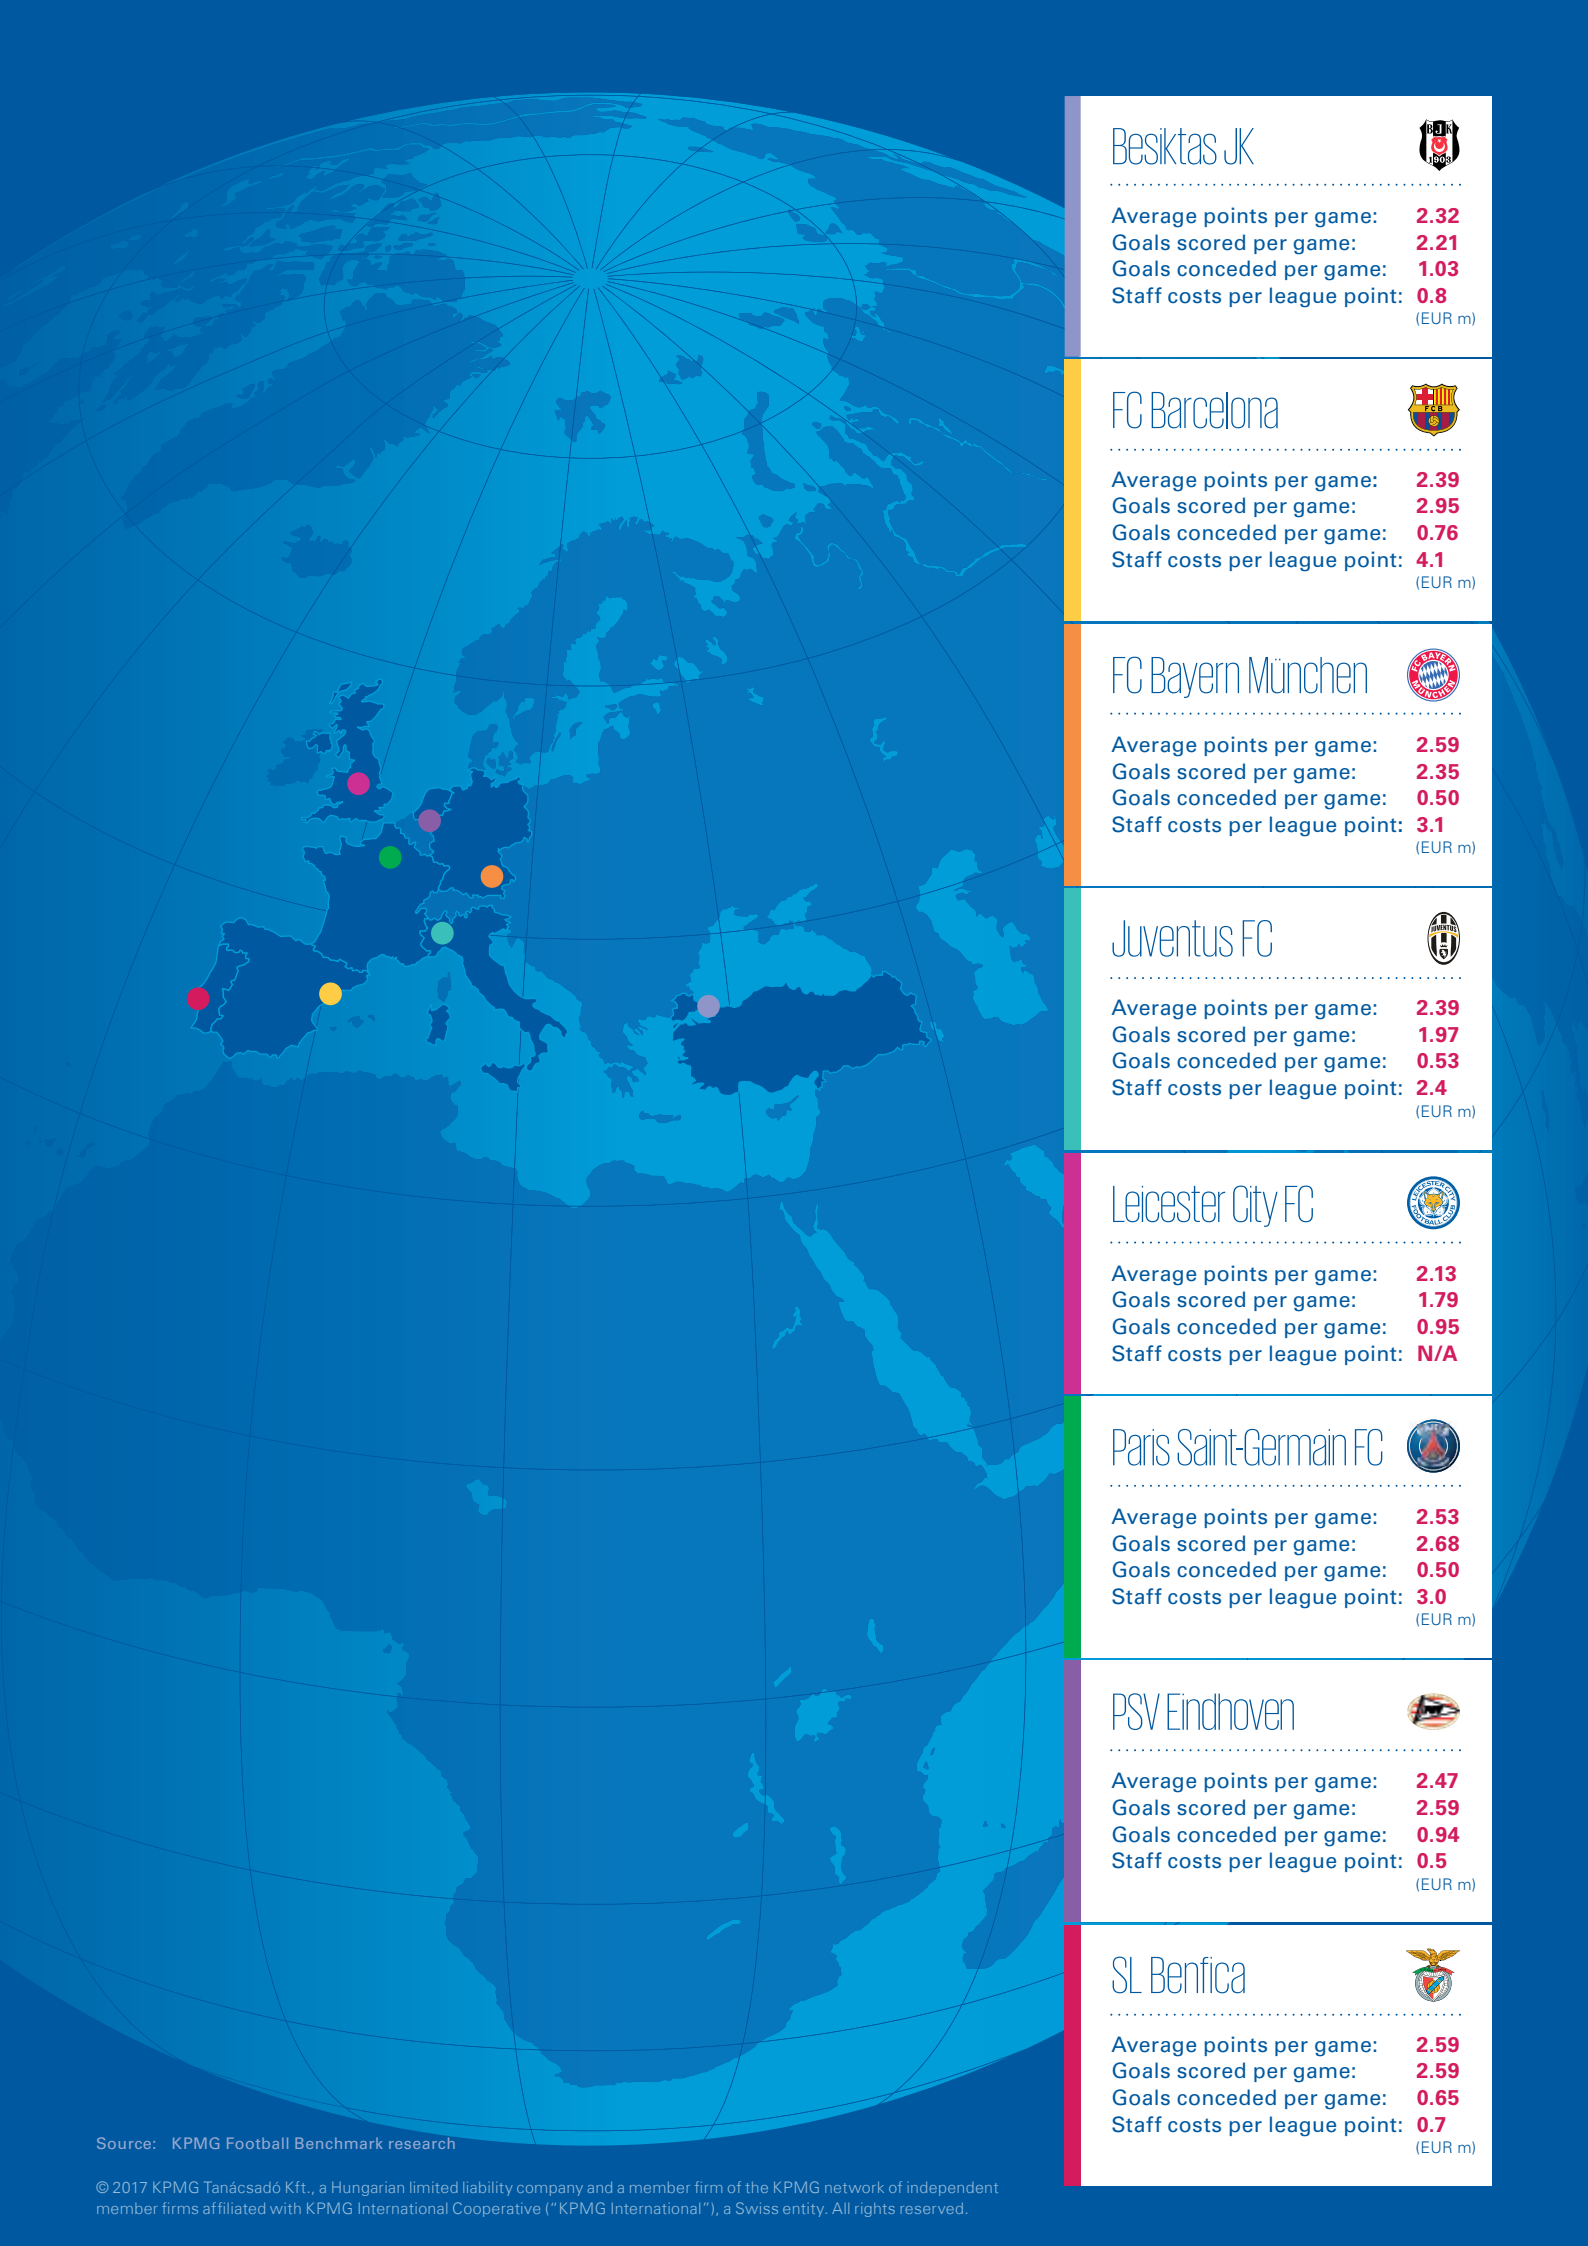 Besiktas JK
BJK
1903
Average points per game: 2.32
Goals scored per game: 2.21
Goals conceded per game: 1.03
Staff costs per league point: 0.8
(EUR m)
FC Barcelona
FCB
Average points per game: 2.39
Goals scored per game: 2.95
Goals conceded per game: 0.76
Staff costs per league point: 4.1
(EUR m)
FC Bayern München
FC BAYERN
MÜNCHEN
Average points per game: 2.59
Goals scored per game: 2.35
Goals conceded per game: 0.50
Staff costs per league point: 3.1
(EUR m)
Juventus FC
JUVENTUS
Average points per game: 2.39
Goals scored per game: 1.97
Goals conceded per game: 0.53
Staff costs per league point: 2.4
(EUR m)
Leicester City FC
LEICESTER CITY
FOOTBALL CLUB
Average points per game: 2.13
Goals scored per game: 1.79
Goals conceded per game: 0.95
Staff costs per league point: N/A
Paris Saint-Germain FC
Average points per game: 2.53
Goals scored per game: 2.68
Goals conceded per game: 0.50
Staff costs per league point: 3.0
(EUR m)
PSV Eindhoven
Average points per game: 2.47
Goals scored per game: 2.59
Goals conceded per game: 0.94
Staff costs per league point: 0.5
(EUR m)
SL Benfica
Average points per game: 2.59
Goals scored per game: 2.59
Goals conceded per game: 0.65
Staff costs per league point: 0.7
(EUR m)
Source: KPMG Football Benchmark research
© 2017 KPMG Tanácsadó Kft., a Hungarian limited liability company and a member firm of the KPMG network of independent
member firms affiliated with KPMG International Cooperative (“KPMG International”), a Swiss entity. All rights reserved.